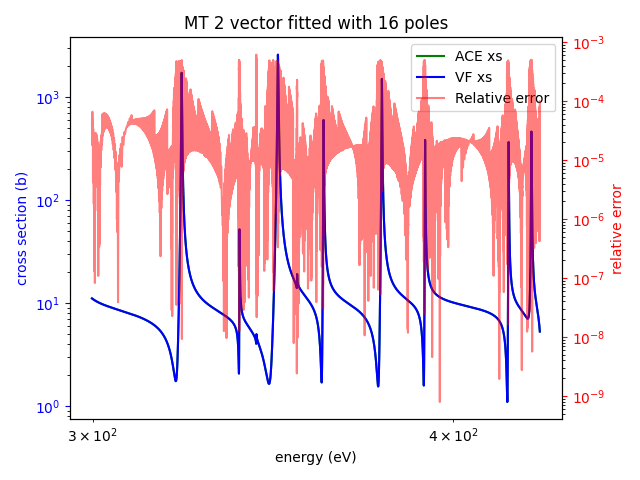 MT 2 vector fitted with 16 poles
ACE xs
VF xs
Relative error
cross section (b)
10³
10²
10¹
10⁰
relative error
10⁻³
10⁻⁴
10⁻⁵
10⁻⁶
10⁻⁷
10⁻⁸
10⁻⁹
3 × 10²
4 × 10²
energy (eV)